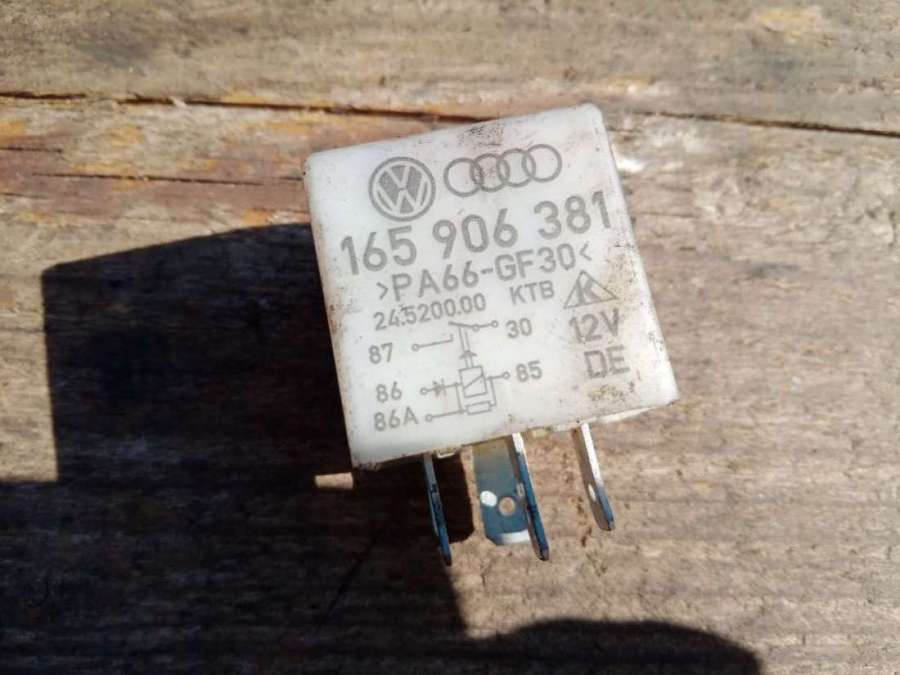 165 906 381
>PA66-GF30<
24.5200.00 KTB K
12V
DE
30
87
86
85
86A